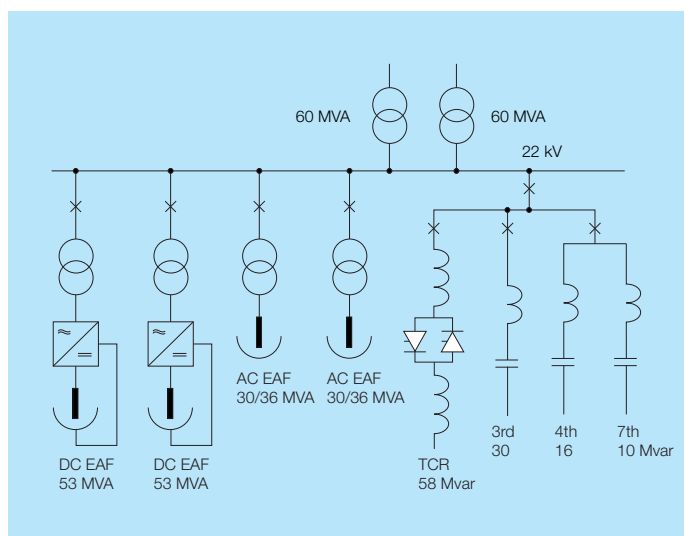 60 MVA
60 MVA
22 kV
AC EAF
30/36 MVA
AC EAF
30/36 MVA
DC EAF
53 MVA
DC EAF
53 MVA
TCR
58 Mvar
3rd
30
4th
16
7th
10 Mvar